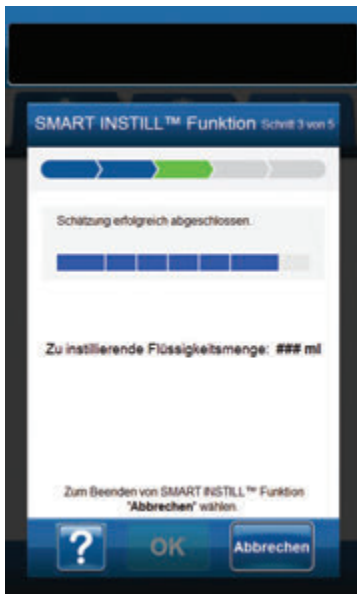 SMART INSTILL™ Funktion Schritt 3 von 5
Schätzung erfolgreich abgeschlossen.
Zu instillierende Flüssigkeitsmenge: ### ml
Zum Beenden von SMART INSTILL™ Funktion
"Abbrechen" wählen.
? OK Abbrechen